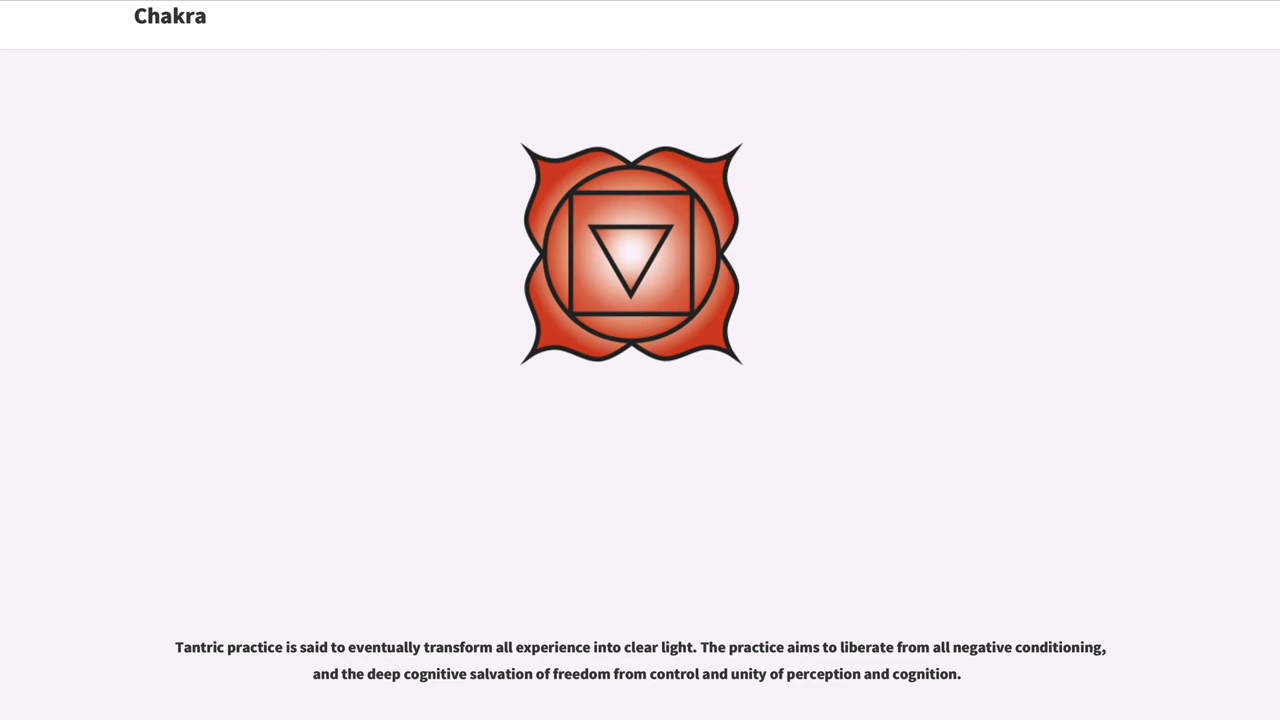 Chakra
Tantric practice is said to eventually transform all experience into clear light. The practice aims to liberate from all negative conditioning,
and the deep cognitive salvation of freedom from control and unity of perception and cognition.